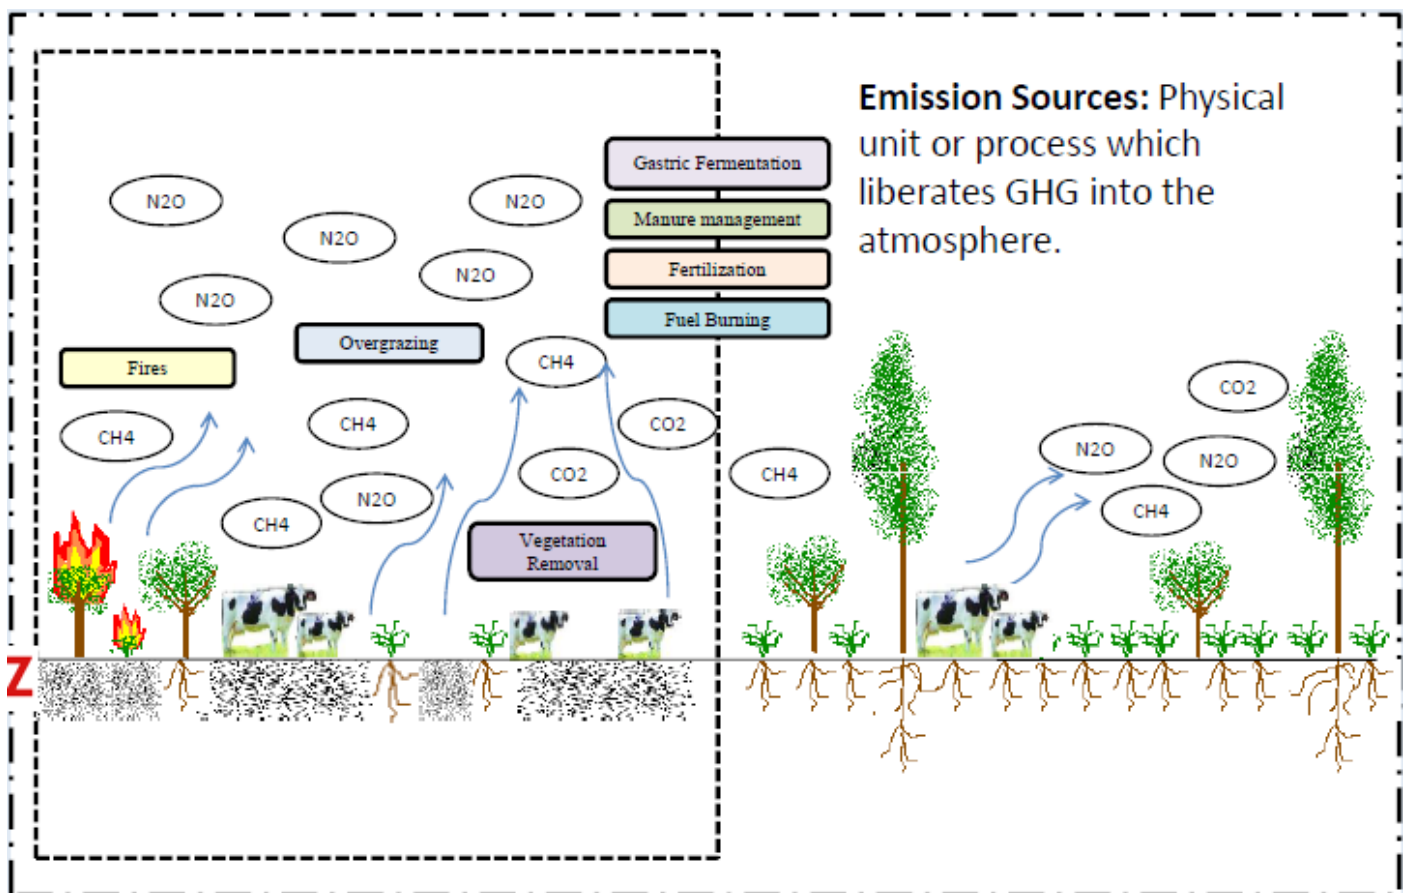 Emission Sources: Physical
unit or process which
liberates GHG into the
atmosphere.
Gastric Fermentation
Manure management
Fertilization
Fuel Burning
N2O
N2O
N2O
N2O
N2O
Overgrazing
Fires
CH4
CH4
CH4
CO2
CO2
N2O
CH4
Vegetation
Removal
CH4
CO2
N2O
N2O
CH4
Z